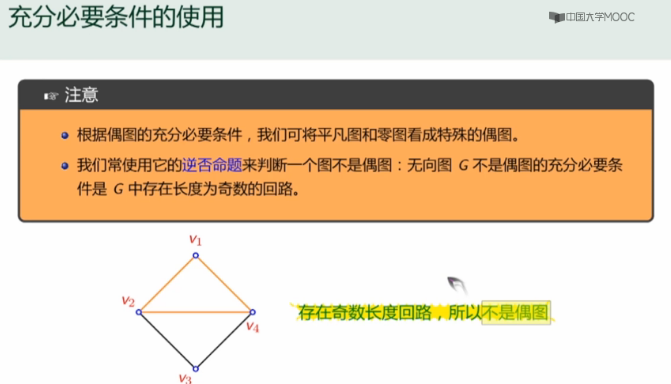 充分必要条件的使用
中国大学MOOC
注意
根据偶图的充分必要条件，我们可将平凡图和零图看成特殊的偶图。
我们常使用它的逆否命题来判断一个图不是偶图：无向图 G 不是偶图的充分必要条
件是 G 中存在长度为奇数的回路。
v1
v2
v4
存在奇数长度回路，所以不是偶图
v3